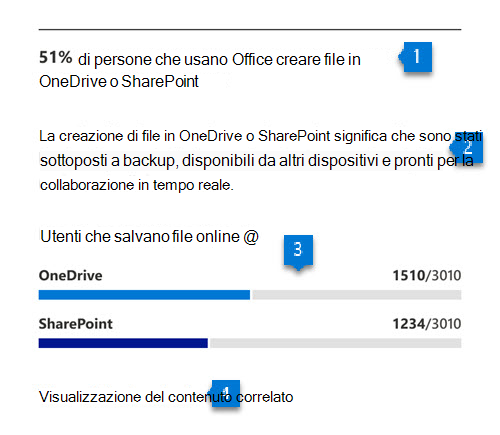 51% di persone che usano Office creare file in
1
OneDrive o SharePoint
La creazione di file in OneDrive o SharePoint significa che sono stati
2
sottoposti a backup, disponibili da altri dispositivi e pronti per la
collaborazione in tempo reale.
Utenti che salvano file online @
3
OneDrive 1510/3010
SharePoint 1234/3010
4
Visualizzazione del contenuto correlato